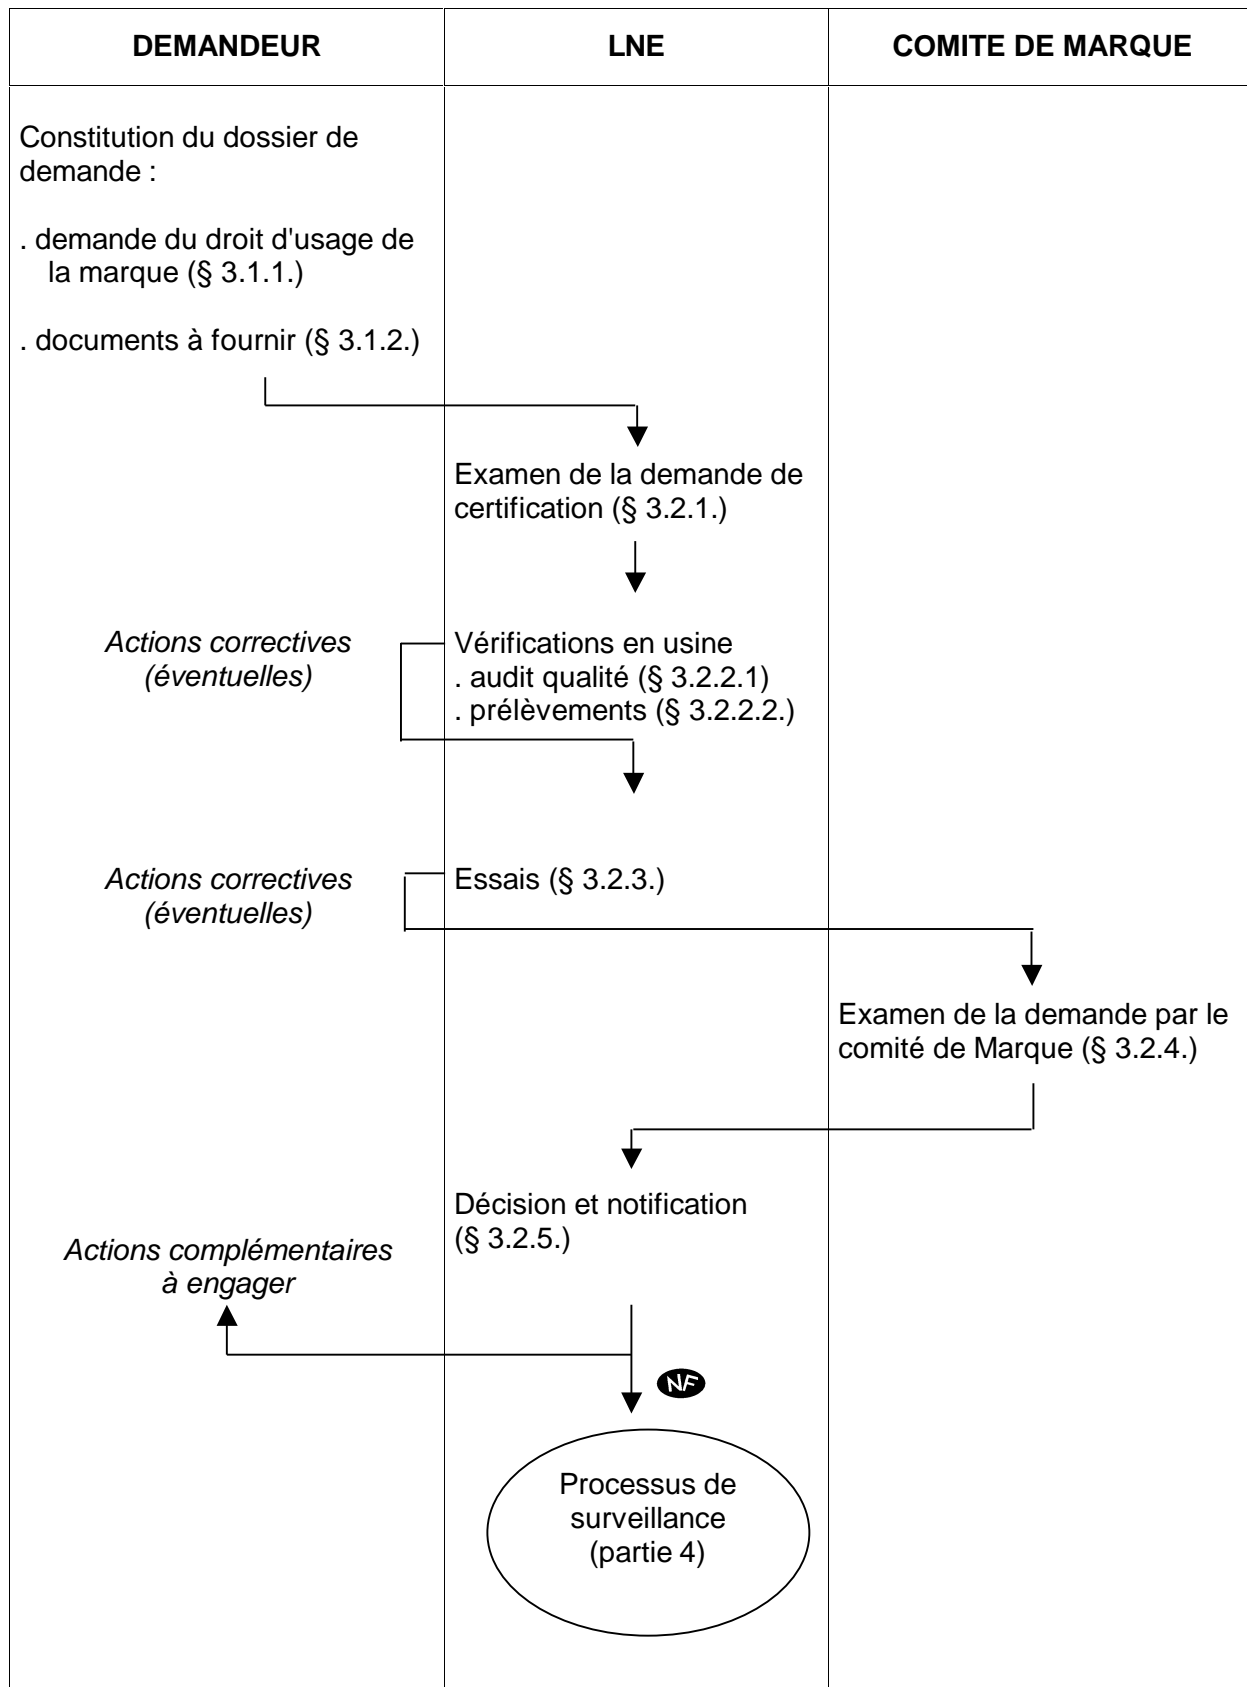 DEMANDEUR
LNE
COMITE DE MARQUE
Constitution du dossier de
demande :
. demande du droit d'usage de
la marque (§ 3.1.1.)
. documents à fournir (§ 3.1.2.)
Examen de la demande de
certification (§ 3.2.1.)
Actions correctives
(éventuelles)
Vérifications en usine
. audit qualité (§ 3.2.2.1)
. prélèvements (§ 3.2.2.2.)
Actions correctives
(éventuelles)
Essais (§ 3.2.3.)
Examen de la demande par le
comité de Marque (§ 3.2.4.)
Décision et notification
(§ 3.2.5.)
Actions complémentaires
à engager
NF
Processus de
surveillance
(partie 4)